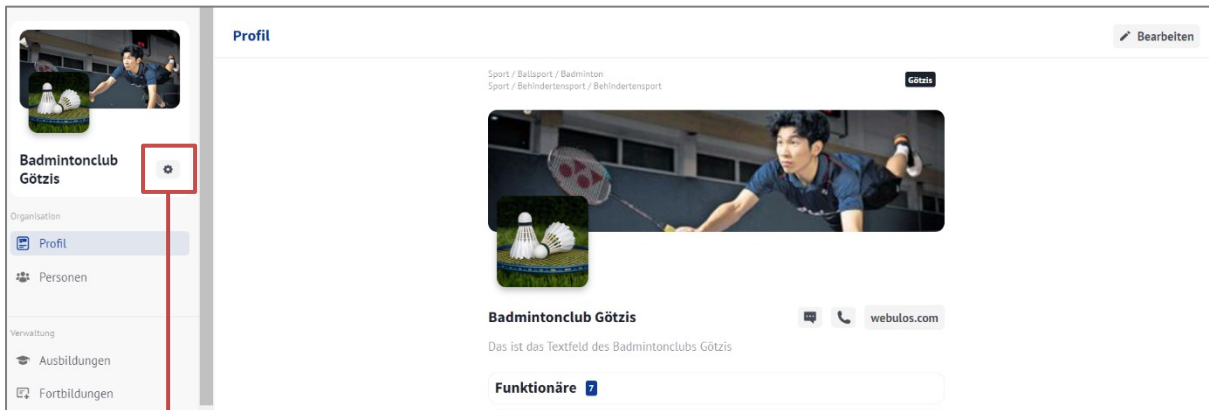 Profil
Bearbeiten
Sport / Ballsport / Badminton
Sport / Behindertensport / Behindertensport
Götzis
Badmintonclub
Götzis
Organisation
Profil
Personen
Verwaltung
Ausbildungen
Fortbildungen
Badmintonclub Götzis
webulos.com
Das ist das Textfeld des Badmintonclubs Götzis
Funktionäre 7